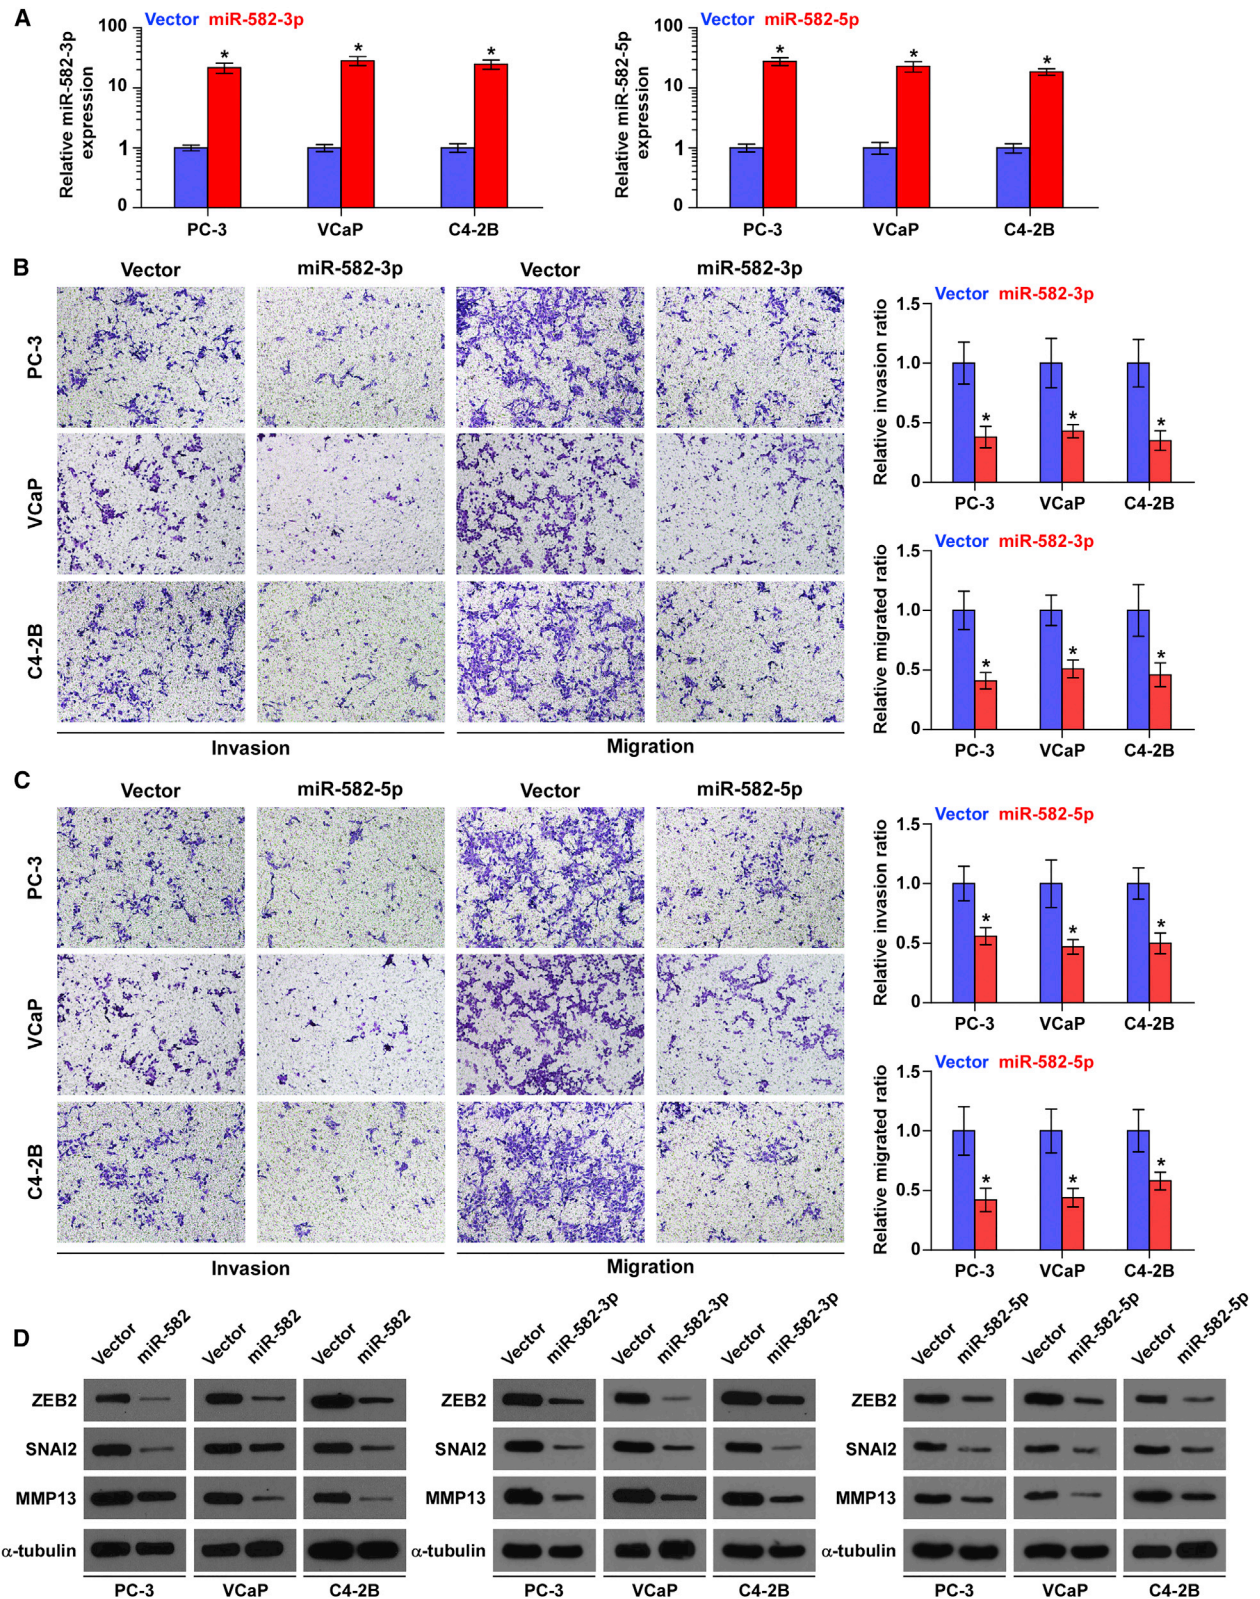 A
Vector miR-582-3p
Relative miR-582-3p
expression
100
10
1
0
* * *
PC-3 VCaP C4-2B
Vector miR-582-5p
Relative miR-582-5p
expression
100
10
1
0
* * *
PC-3 VCaP C4-2B
B
Vector miR-582-3p Vector miR-582-3p
PC-3
VCaP
C4-2B
Invasion Migration
Vector miR-582-3p
Relative invasion ratio
1.5
1.0
0.5
0
* * *
PC-3 VCaP C4-2B
Vector miR-582-3p
Relative migrated ratio
1.5
1.0
0.5
0
* * *
PC-3 VCaP C4-2B
C
Vector miR-582-5p Vector miR-582-5p
PC-3
VCaP
C4-2B
Invasion Migration
Vector miR-582-5p
Relative invasion ratio
1.5
1.0
0.5
0
* * *
PC-3 VCaP C4-2B
Vector miR-582-5p
Relative migrated ratio
1.5
1.0
0.5
0
* * *
PC-3 VCaP C4-2B
D
Vector miR-582 Vector miR-582 Vector miR-582
ZEB2
SNAI2
MMP13
α-tubulin
PC-3 VCaP C4-2B
Vector miR-582-3p Vector miR-582-3p Vector miR-582-3p
ZEB2
SNAI2
MMP13
α-tubulin
PC-3 VCaP C4-2B
Vector miR-582-5p Vector miR-582-5p Vector miR-582-5p
ZEB2
SNAI2
MMP13
α-tubulin
PC-3 VCaP C4-2B